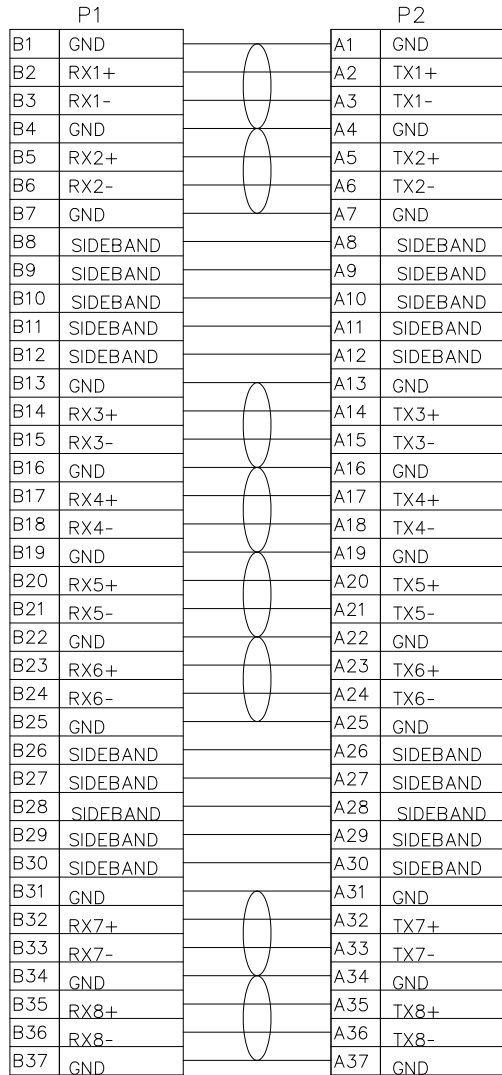 P1 P2
B1 GND A1 GND
B2 RX1+ A2 TX1+
B3 RX1- A3 TX1-
B4 GND A4 GND
B5 RX2+ A5 TX2+
B6 RX2- A6 TX2-
B7 GND A7 GND
B8 SIDEBAND A8 SIDEBAND
B9 SIDEBAND A9 SIDEBAND
B10 SIDEBAND A10 SIDEBAND
B11 SIDEBAND A11 SIDEBAND
B12 SIDEBAND A12 SIDEBAND
B13 GND A13 GND
B14 RX3+ A14 TX3+
B15 RX3- A15 TX3-
B16 GND A16 GND
B17 RX4+ A17 TX4+
B18 RX4- A18 TX4-
B19 GND A19 GND
B20 RX5+ A20 TX5+
B21 RX5- A21 TX5-
B22 GND A22 GND
B23 RX6+ A23 TX6+
B24 RX6- A24 TX6-
B25 GND A25 GND
B26 SIDEBAND A26 SIDEBAND
B27 SIDEBAND A27 SIDEBAND
B28 SIDEBAND A28 SIDEBAND
B29 SIDEBAND A29 SIDEBAND
B30 SIDEBAND A30 SIDEBAND
B31 GND A31 GND
B32 RX7+ A32 TX7+
B33 RX7- A33 TX7-
B34 GND A34 GND
B35 RX8+ A35 TX8+
B36 RX8- A36 TX8-
B37 GND A37 GND